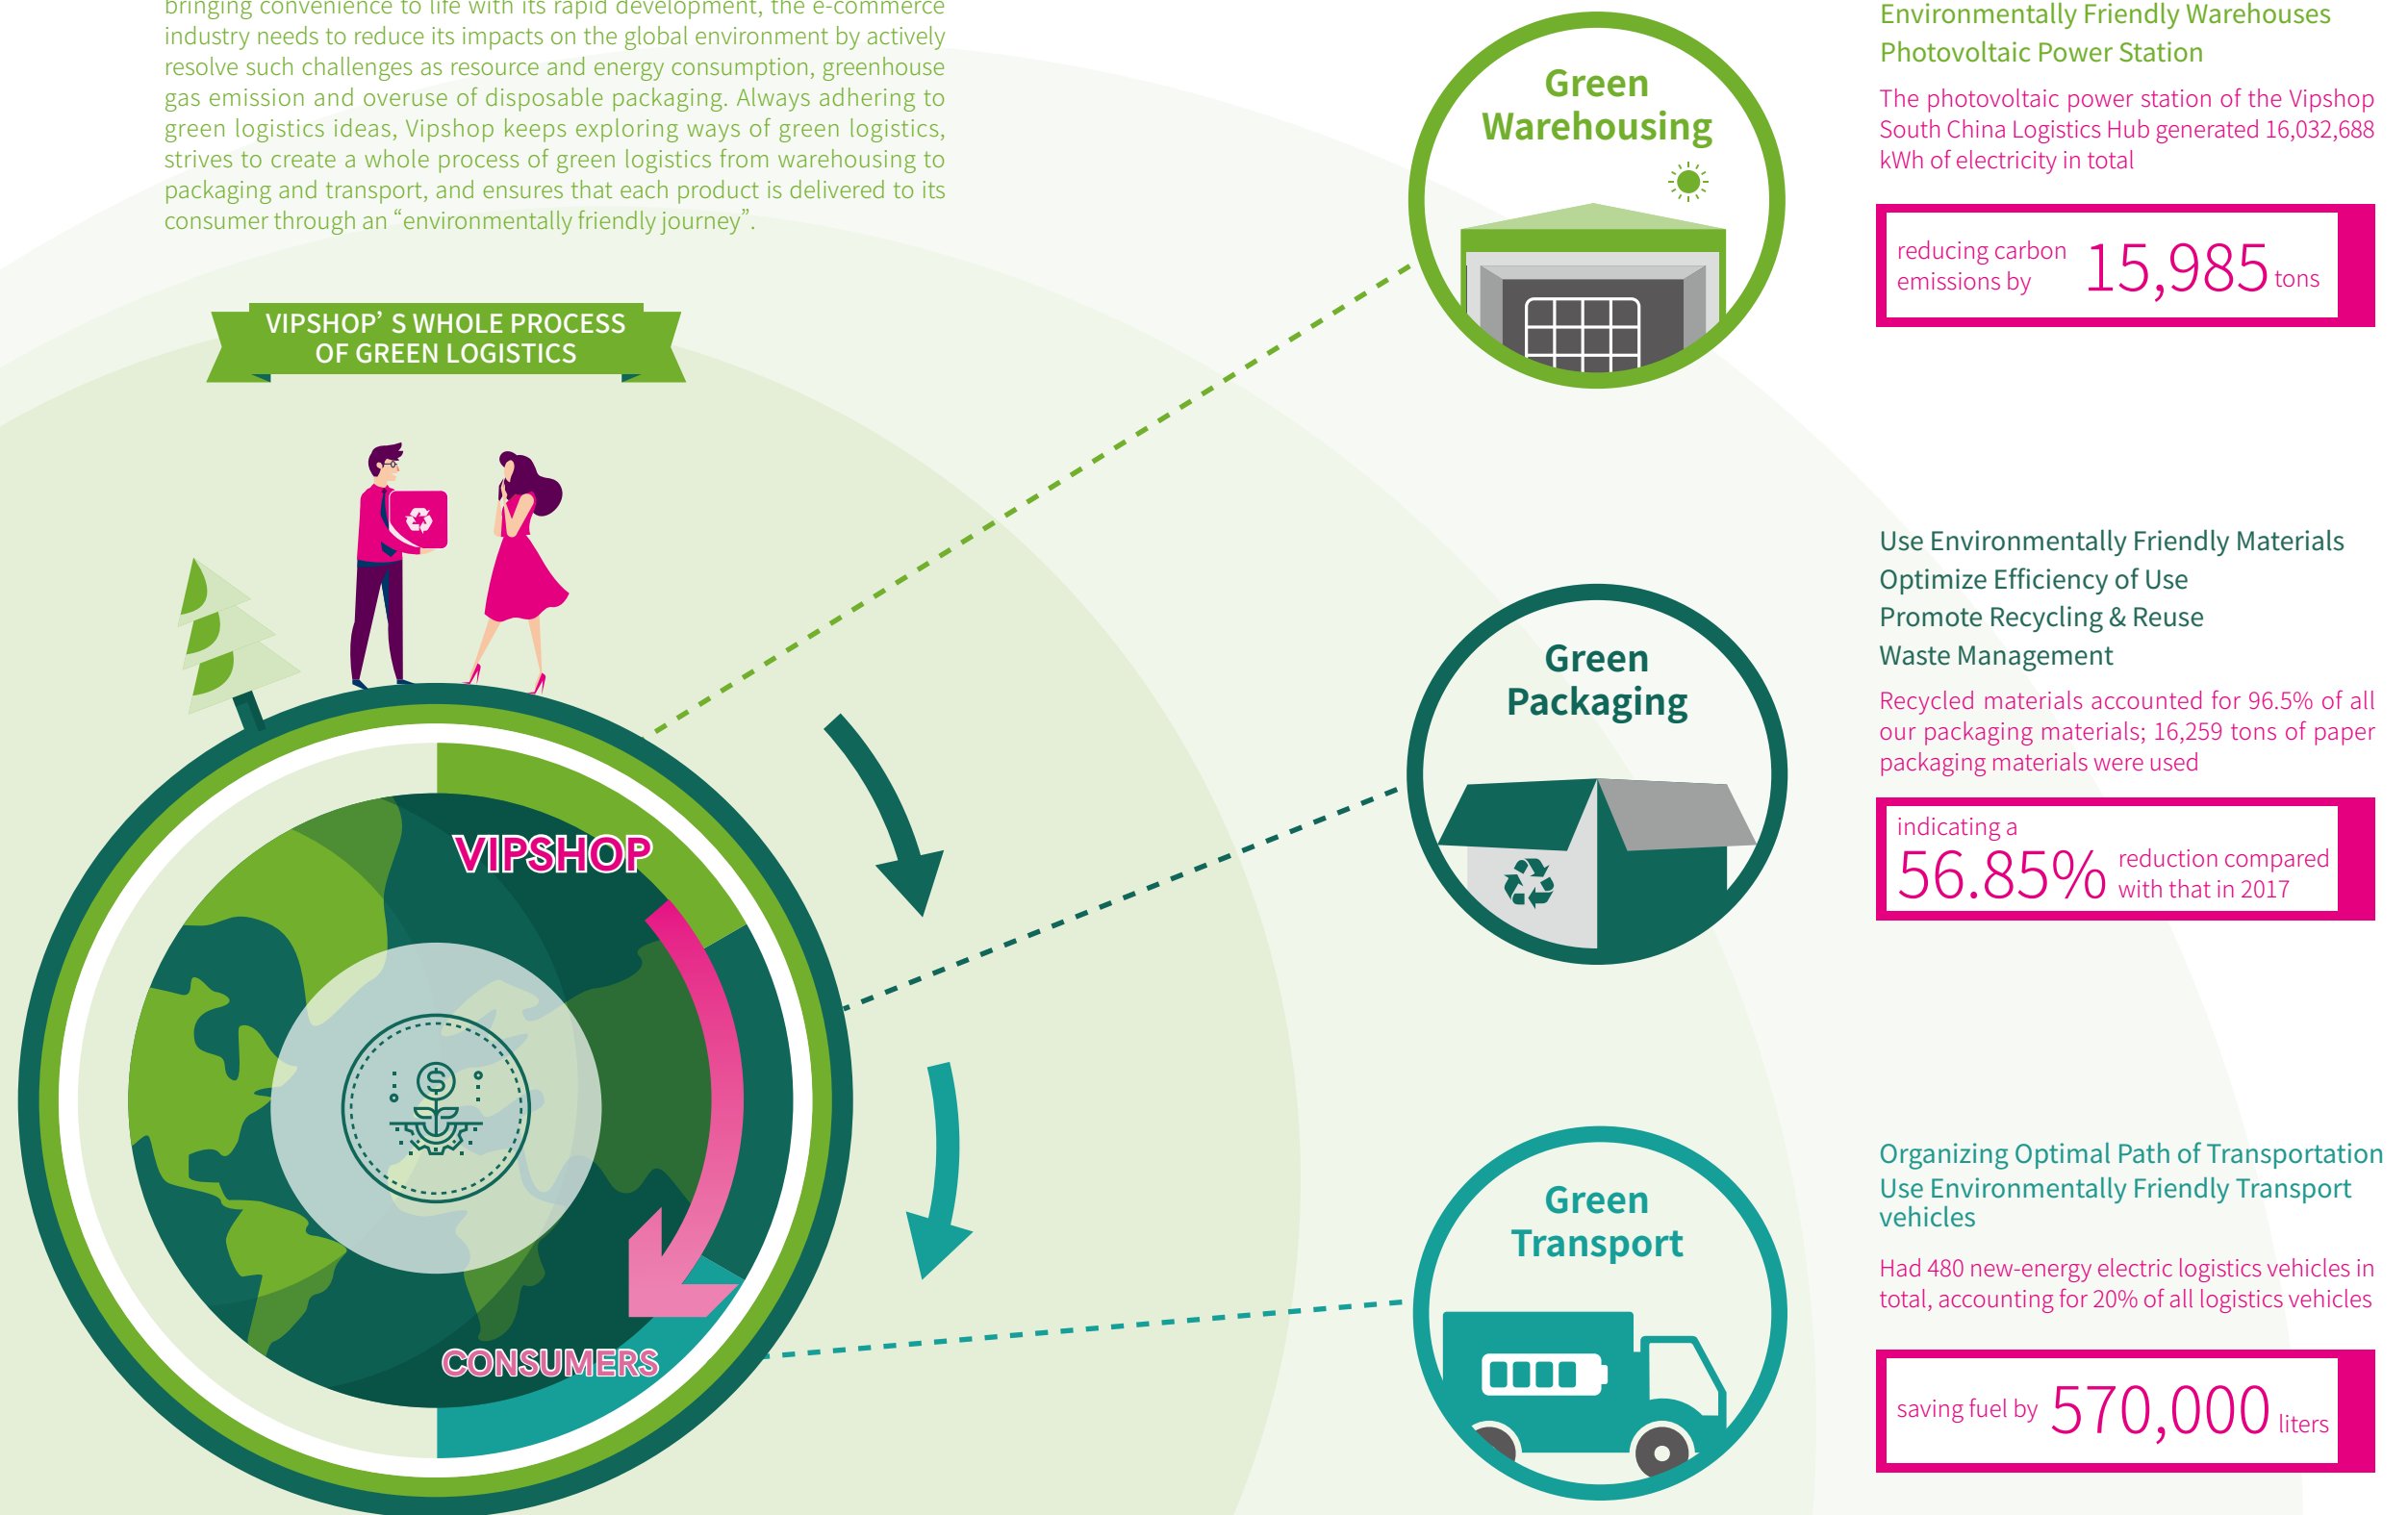 bringing convenience to life with its rapid development, the e-commerce
industry needs to reduce its impacts on the global environment by actively
resolve such challenges as resource and energy consumption, greenhouse
gas emission and overuse of disposable packaging. Always adhering to
green logistics ideas, Vipshop keeps exploring ways of green logistics,
strives to create a whole process of green logistics from warehousing to
packaging and transport, and ensures that each product is delivered to its
consumer through an “environmentally friendly journey”.
VIPSHOP’ S WHOLE PROCESS
OF GREEN LOGISTICS
VIPSHOP
CONSUMERS
Green
Warehousing
Environmentally Friendly Warehouses
Photovoltaic Power Station
The photovoltaic power station of the Vipshop
South China Logistics Hub generated 16,032,688
kWh of electricity in total
reducing carbon
emissions by 15,985 tons
Green
Packaging
Use Environmentally Friendly Materials
Optimize Efficiency of Use
Promote Recycling & Reuse
Waste Management
Recycled materials accounted for 96.5% of all
our packaging materials; 16,259 tons of paper
packaging materials were used
indicating a
56.85% reduction compared
with that in 2017
Green
Transport
Organizing Optimal Path of Transportation
Use Environmentally Friendly Transport
vehicles
Had 480 new-energy electric logistics vehicles in
total, accounting for 20% of all logistics vehicles
saving fuel by 570,000 liters